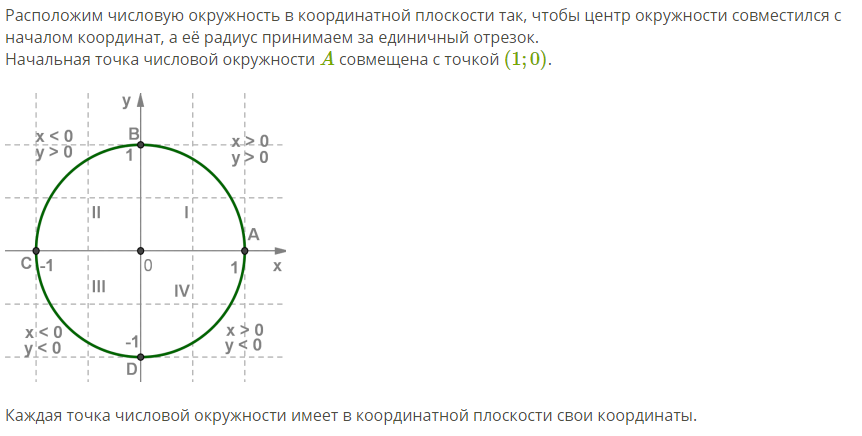 Расположим числовую окружность в координатной плоскости так, чтобы центр окружности совместился с
началом координат, а её радиус принимаем за единичный отрезок.
Начальная точка числовой окружности A совмещена с точкой (1; 0).
y
x < 0
y > 0
B
1
x > 0
y > 0
II
I
A
C
-1
0
1
x
III
IV
x < 0
y < 0
-1
D
x > 0
y < 0
Каждая точка числовой окружности имеет в координатной плоскости свои координаты.